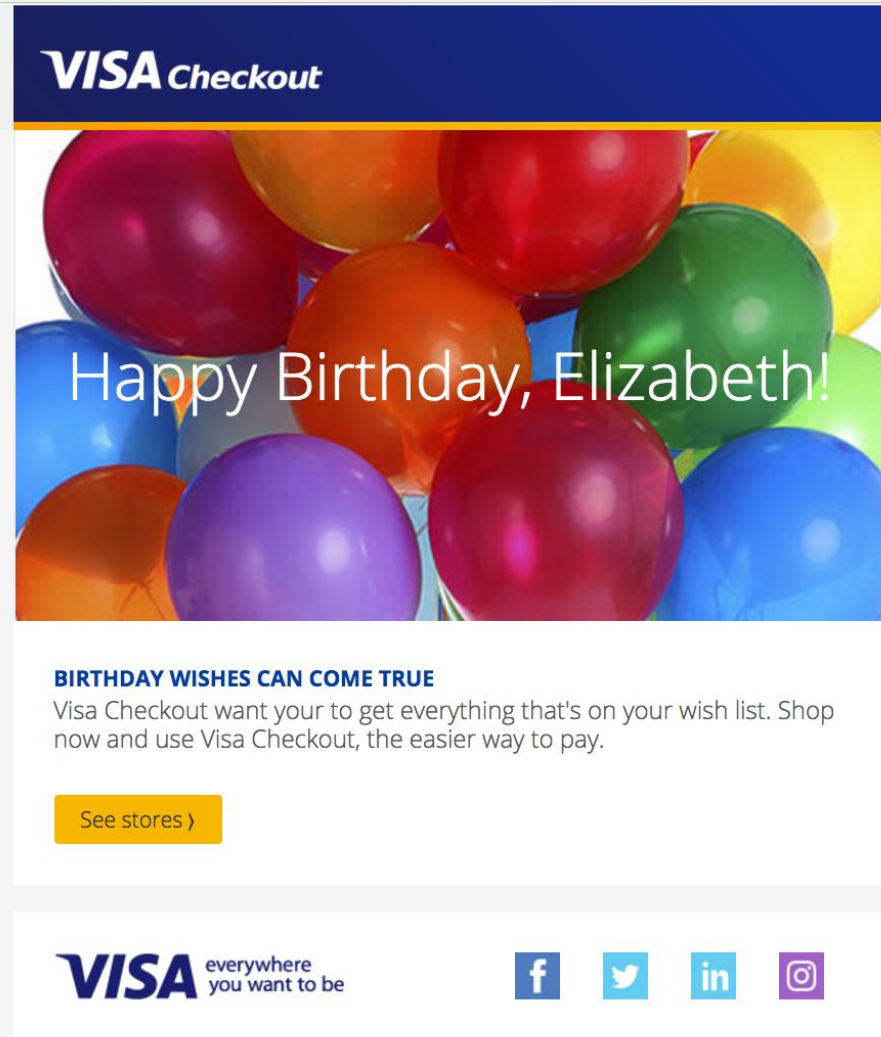 VISA Checkout
Happy Birthday, Elizabeth!
BIRTHDAY WISHES CAN COME TRUE
Visa Checkout want your to get everything that's on your wish list. Shop
now and use Visa Checkout, the easier way to pay.
See stores ⟩
VISA everywhere
you want to be
f
in